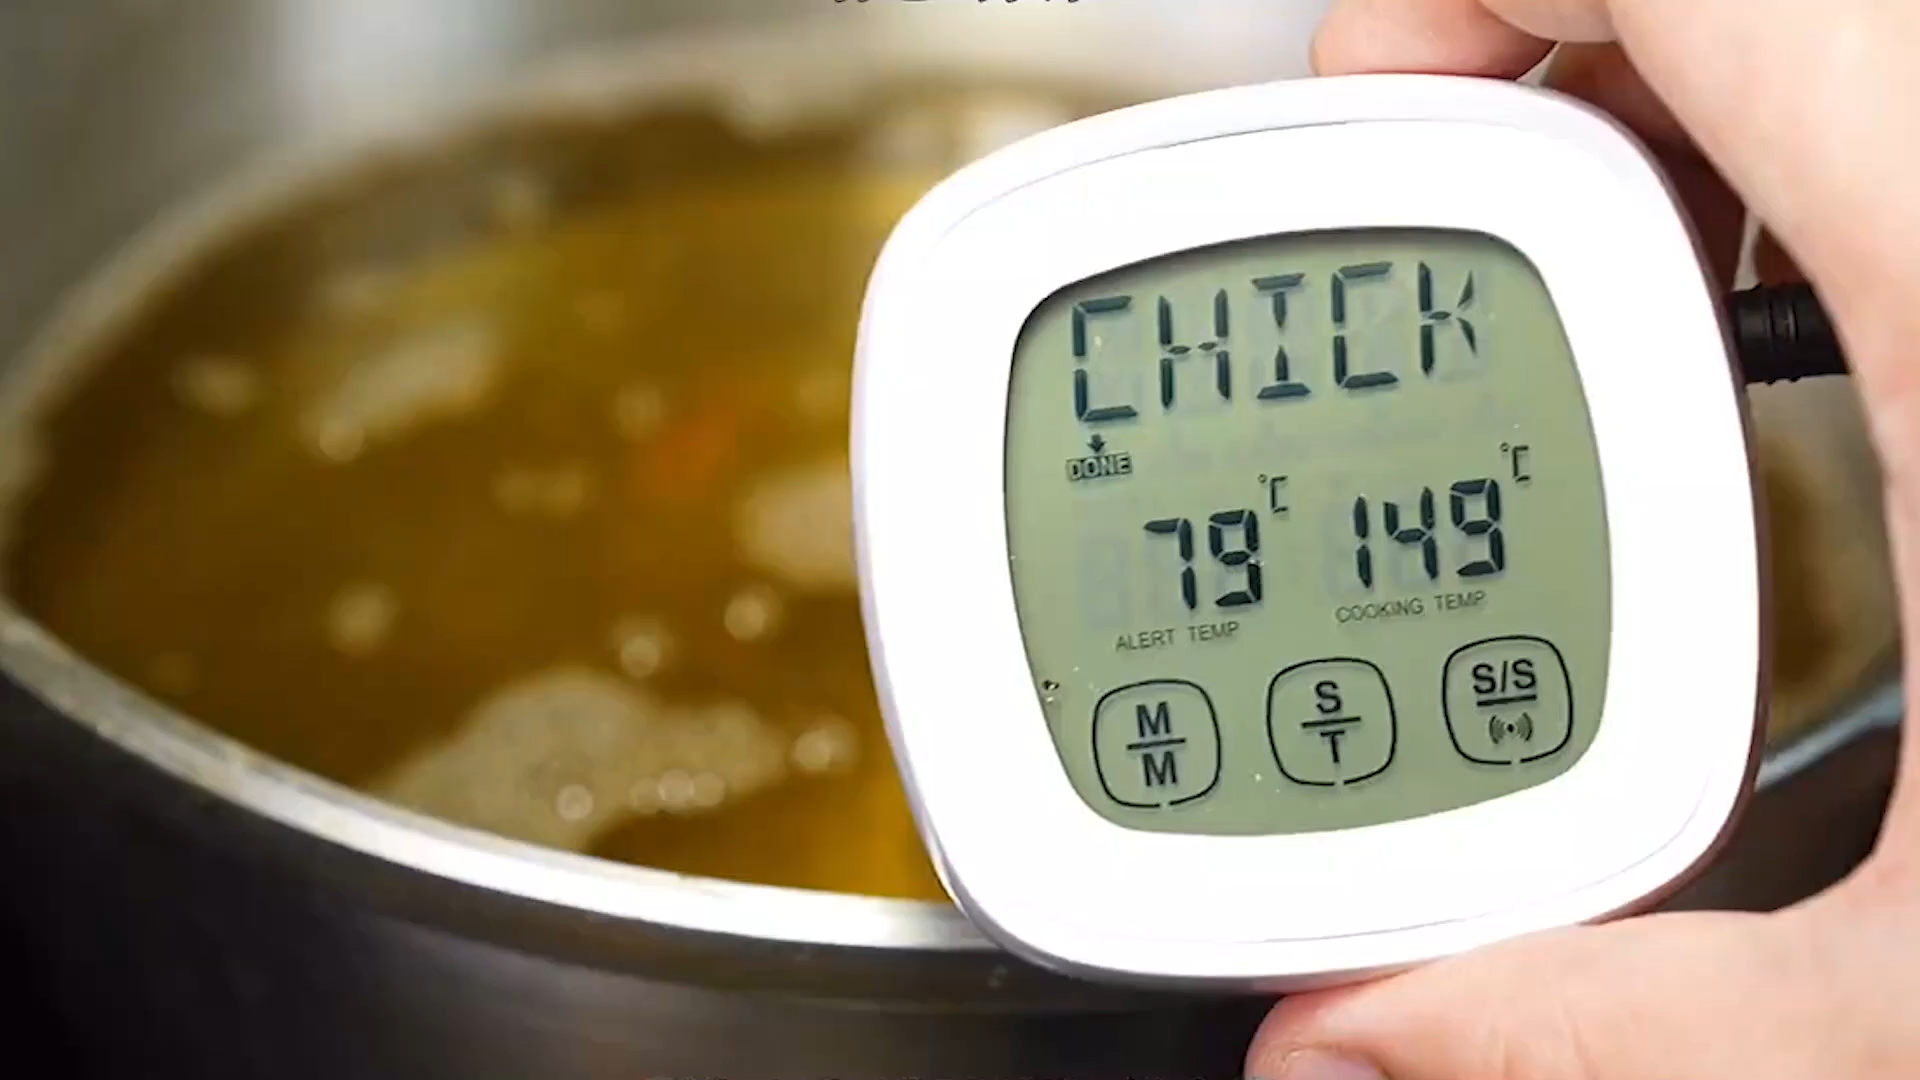 CHICK
DONE
79°C 149°C
ALERT TEMP COOKING TEMP
M/M S/T S/S